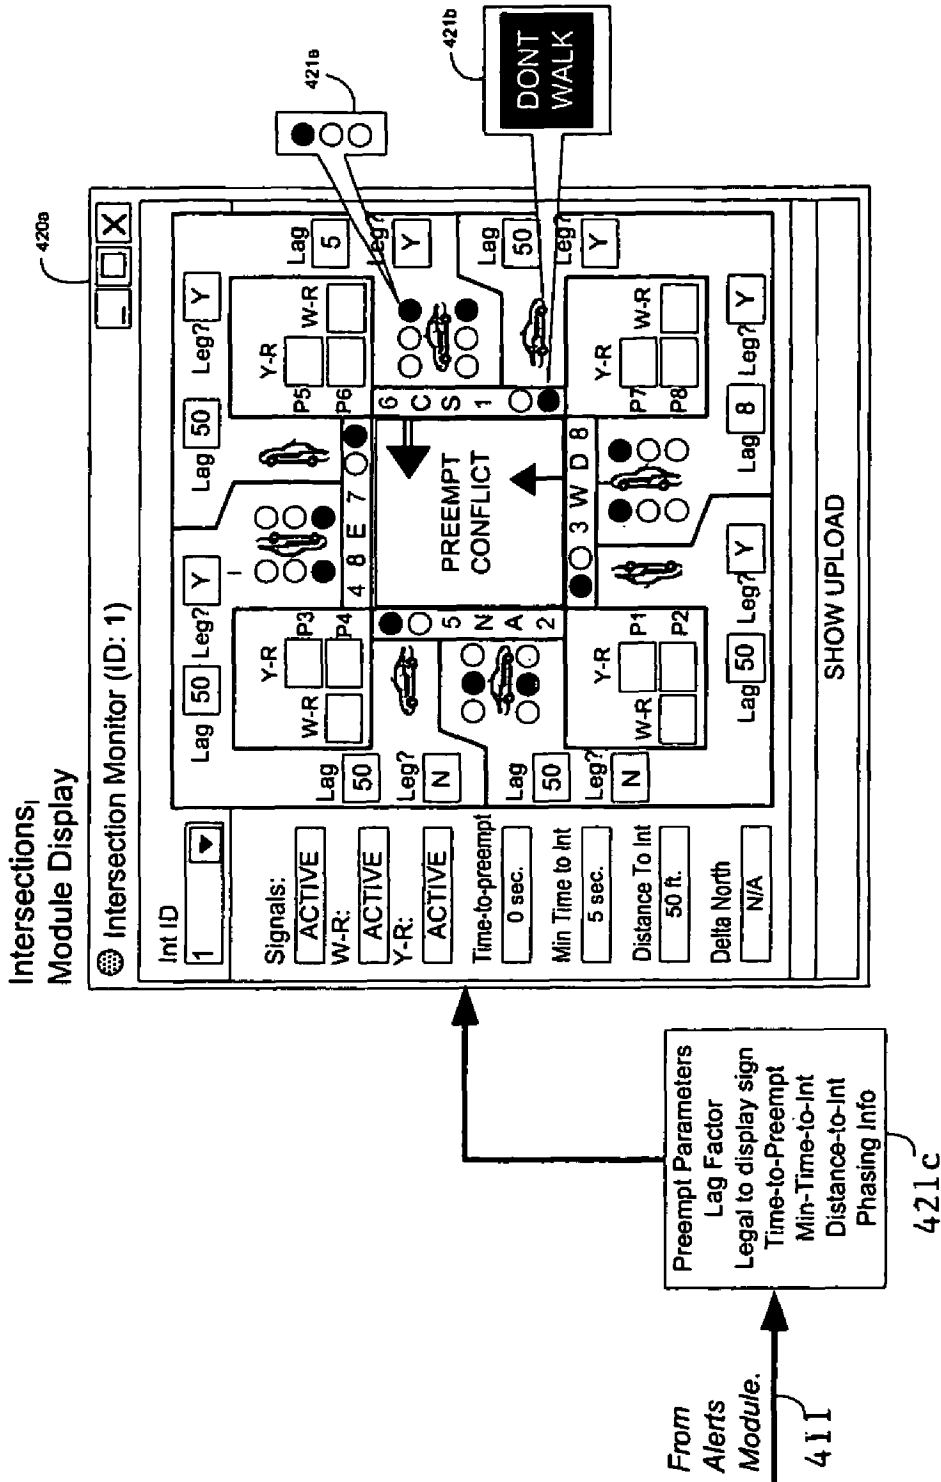 Intersections
Module Display
420a
Intersection Monitor (ID: 1)
X
Int ID
1
Signals:
ACTIVE
W-R:
ACTIVE
Y-R:
ACTIVE
Time-to-preempt
0 sec.
Min Time to Int
5 sec.
Distance To Int
50 ft.
Delta North
N/A
Lag 50 Leg? Y
Lag 50 Leg? Y
Y-R
W-R
P3
P4
Y-R
P5
P6
W-R
4 8 E 7
Lag
50
Leg?
N
Lag
5
Leg?
Y
5
N
A
2
PREEMPT
CONFLICT
6
C
S
1
Lag
50
Leg?
N
Lag
50
Leg?
Y
3 W D 8
Y-R
W-R
P1
P2
Y-R
P7
P8
W-R
Lag 50 Leg? Y
Lag 8 Leg? Y
SHOW UPLOAD
421a
421b
DONT
WALK
From
Alerts
Module.
411
Preempt Parameters
Lag Factor
Legal to display sign
Time-to-Preempt
Min-Time-to-Int
Distance-to-Int
Phasing Info
421c